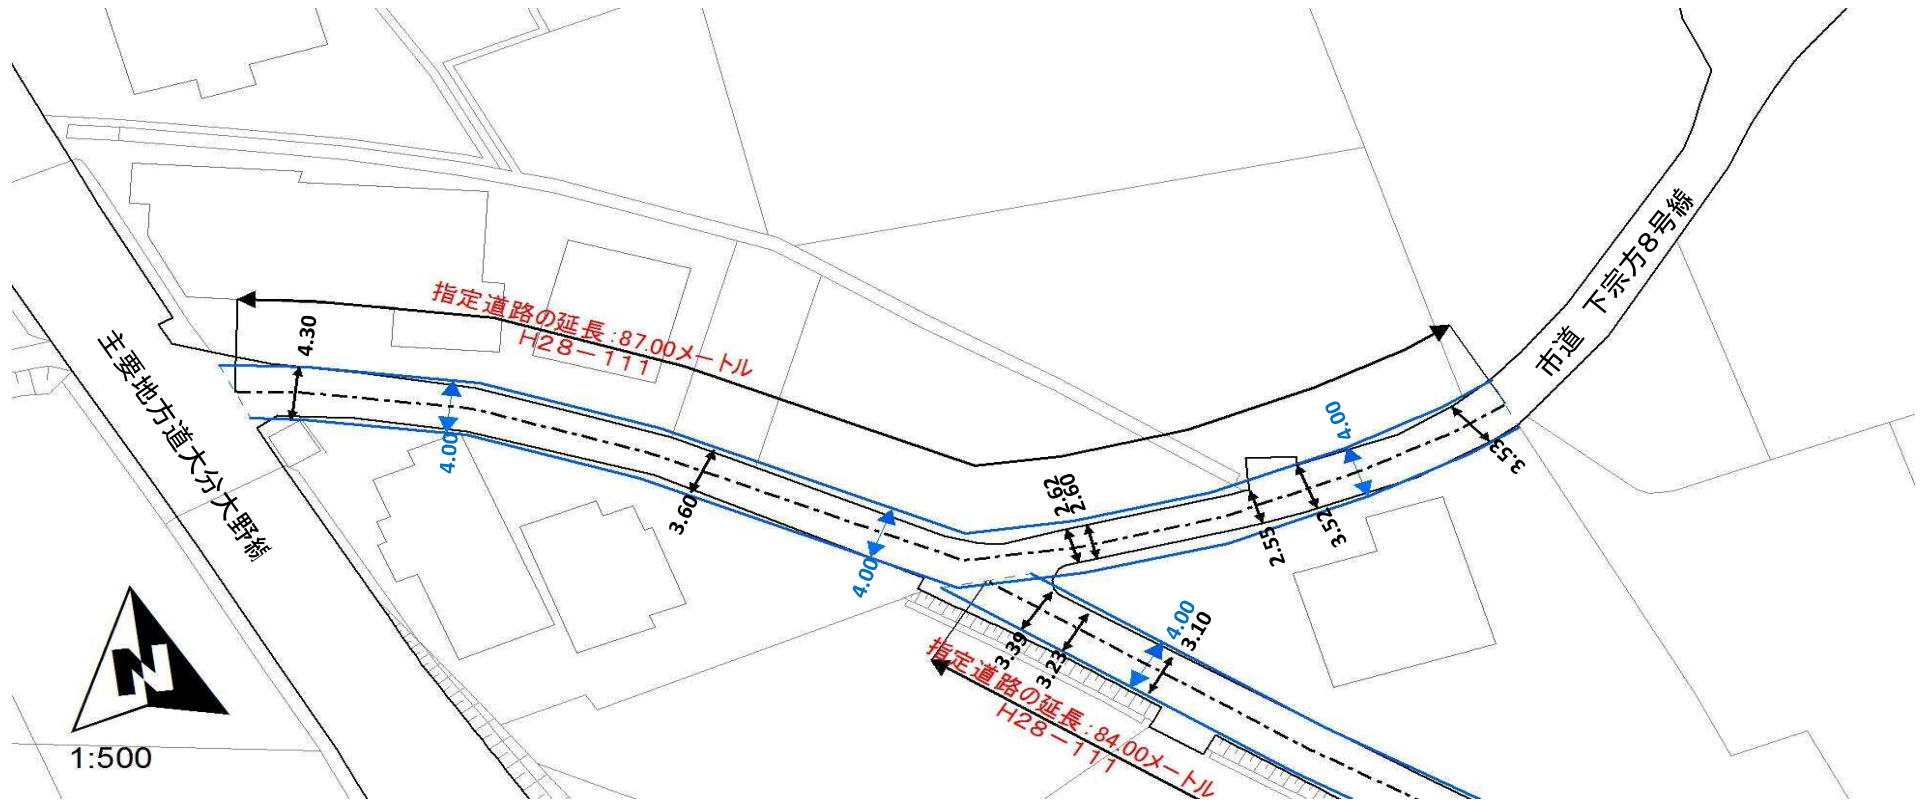 4.30
指定道路の延長:87.00メートル
H28-111
4.00
3.60
4.00
2.62
2.60
4.00
2.55
3.52
3.53
市道 下宗方8号線
主要地方道大分大野線
3.39
3.23
4.00
3.10
指定道路の延長:84.00メートル
H28-111
N
1:500